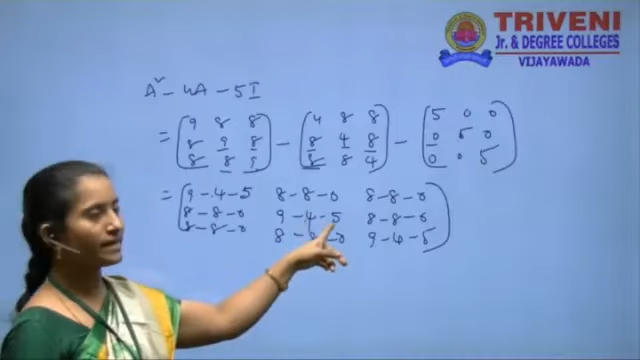 TRIVENI
Jr. & DEGREE COLLEGES
VIJAYAWADA
A² - 4A - 5I
= (9 8 8 - (4 8 8 - (5 0 0
8 9 8 8 4 8 0 5 0
8 8 9) 8 8 4) 0 0 5)
= (9-4-5 8-8-0 8-8-0
8-8-0 9-4-5 8-8-0
8-8-0 8-8-0 9-4-5)